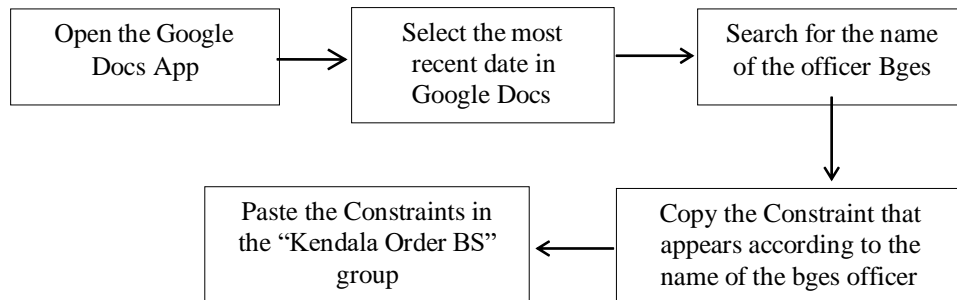 Open the Google
Docs App
Select the most
recent date in
Google Docs
Search for the name
of the officer Bges
Copy the Constraint that
appears according to the
name of the bges officer
Paste the Constraints in
the “Kendala Order BS”
group